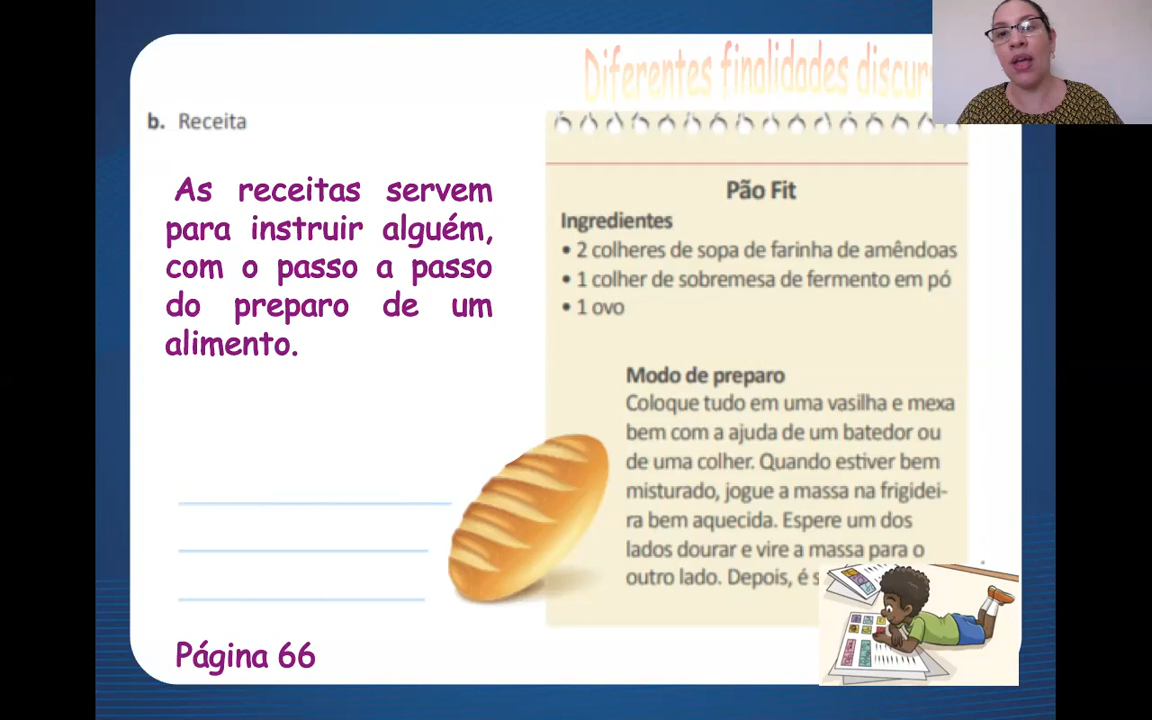 Diferentes finalidades
b. Receita
As receitas servem
para instruir alguém,
com o passo a passo
do preparo de um
alimento.
Página 66
Pão Fit
Ingredientes
• 2 colheres de sopa de farinha de amêndoas
• 1 colher de sobremesa de fermento em pó
• 1 ovo
Modo de preparo
Coloque tudo em uma vasilha e mexa
bem com a ajuda de um batedor ou
de uma colher. Quando estiver bem
misturado, jogue a massa na frigidei-
ra bem aquecida. Espere um dos
lados dourar e vire a massa para o
outro lado. Depois, é